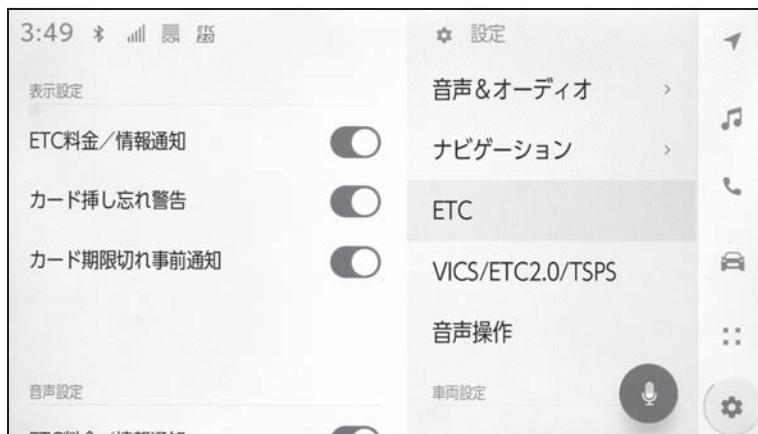 3:49
ETC
2.0
設定
表示設定
ETC料金／情報通知
カード挿し忘れ警告
カード期限切れ事前通知
音声設定
音声＆オーディオ
ナビゲーション
ETC
VICS/ETC2.0/TSPS
音声操作
車両設定